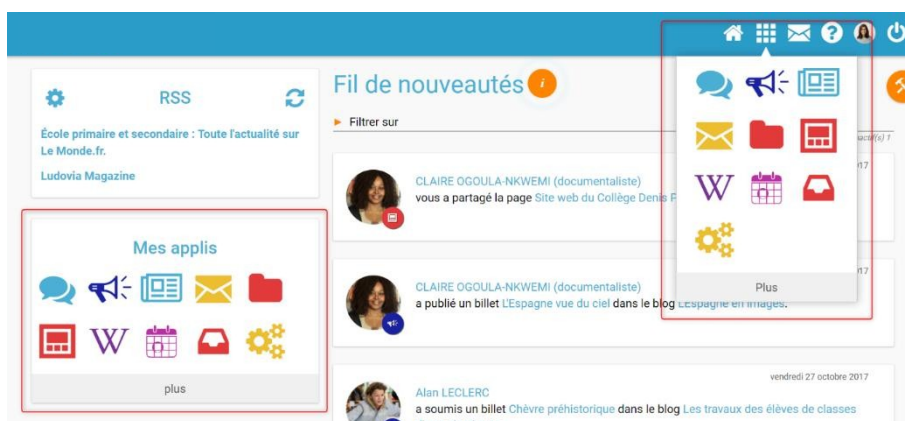 RSS
École primaire et secondaire : Toute l'actualité sur
Le Monde.fr.
Ludovia Magazine
Mes applis
plus
Fil de nouveautés
Filtrer sur
actif(s) 1
2017
CLAIRE OGOULA-NKWEMI (documentaliste)
vous a partagé la page Site web du Collège Denis
CLAIRE OGOULA-NKWEMI (documentaliste)
a publié un billet L'Espagne vue du ciel dans le blog L'Espagne en images.
vendredi 27 octobre 2017
Alan LECLERC
a soumis un billet Chèvre préhistorique dans le blog Les travaux des élèves de classes
W
Plus